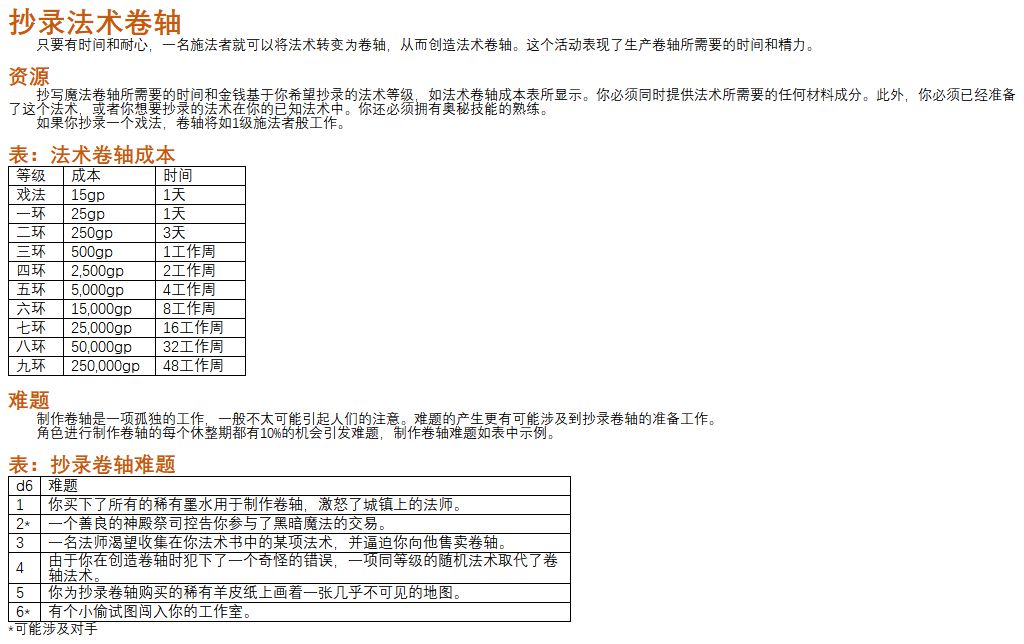 抄录法术卷轴
只要有时间和耐心，一名施法者就可以将法术转变为卷轴，从而创造法术卷轴。这个活动表现了生产卷轴所需要的时间和精力。
资源
抄写魔法卷轴所需要的时间和金钱基于你希望抄录的法术等级，如法术卷轴成本表所显示。你必须同时提供法术所需要的任何材料成分。此外，你必须已经准备
了这个法术，或者你想要抄录的法术在你的已知法术中。你还必须拥有奥秘技能的熟练。
如果你抄录一个戏法，卷轴将如1级施法者般工作。
表：法术卷轴成本
等级 成本 时间
戏法 15gp 1天
一环 25gp 1天
二环 250gp 3天
三环 500gp 1工作周
四环 2,500gp 2工作周
五环 5,000gp 4工作周
六环 15,000gp 8工作周
七环 25,000gp 16工作周
八环 50,000gp 32工作周
九环 250,000gp 48工作周
难题
制作卷轴是一项孤独的工作，一般不太可能引起人们的注意。难题的产生更有可能涉及到抄录卷轴的准备工作。
角色进行制作卷轴的每个休整期都有10%的机会引发难题，制作卷轴难题如表中示例。
表：抄录卷轴难题
d6 难题
1 你买下了所有的稀有墨水用于制作卷轴，激怒了城镇上的法师。
2* 一个善良的神殿祭司控告你参与了黑暗魔法的交易。
3 一名法师渴望收集在你法术书中的某项法术，并逼迫你向他售卖卷轴。
4 由于你在创造卷轴时犯下了一个奇怪的错误，一项同等级的随机法术取代了卷
轴法术。
5 你为抄录卷轴购买的稀有羊皮纸上画着一张几乎不可见的地图。
6* 有个小偷试图闯入你的工作室。
*可能涉及对手